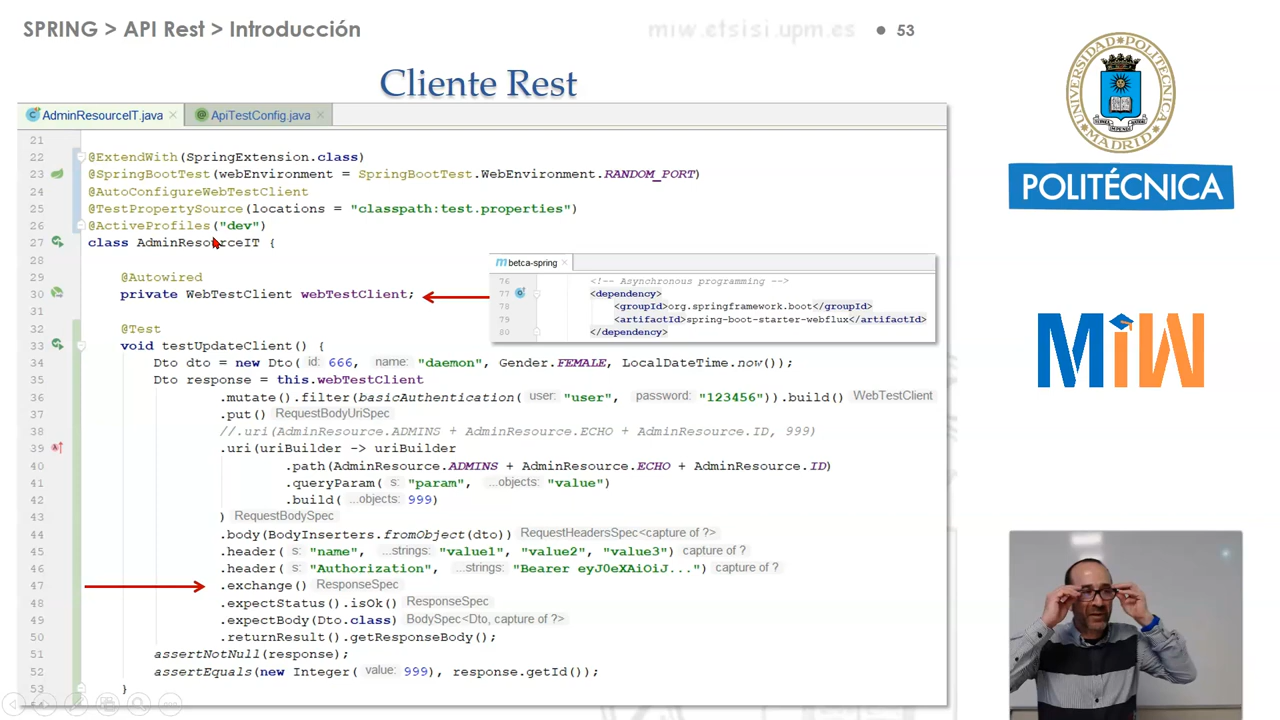 SPRING > API Rest > Introducción
miw.etsisi.upm.es
53
Cliente Rest
AdminResourceIT.java
ApiTestConfig.java
21
22 @ExtendWith(SpringExtension.class)
23 @SpringBootTest(webEnvironment = SpringBootTest.WebEnvironment.RANDOM_PORT)
24 @AutoConfigureWebTestClient
25 @TestPropertySource(locations = "classpath:test.properties")
26 @ActiveProfiles("dev")
27 class AdminResourceIT {
28
29 @Autowired
30 private WebTestClient webTestClient;
31
32 @Test
33 void testUpdateClient() {
34 Dto dto = new Dto( id: 666, name: "daemon", Gender.FEMALE, LocalDateTime.now());
35 Dto response = this.webTestClient
36 .mutate().filter(basicAuthentication( user: "user", password: "123456")).build() WebTestClient
37 .put() RequestBodyUriSpec
38 //.uri(AdminResource.ADMINS + AdminResource.ECHO + AdminResource.ID, 999)
39 .uri(uriBuilder -> uriBuilder
40 .path(AdminResource.ADMINS + AdminResource.ECHO + AdminResource.ID)
41 .queryParam( s: "param", ...objects: "value")
42 .build( ...objects: 999)
43 ) RequestBodySpec
44 .body(BodyInserters.fromObject(dto)) RequestHeadersSpec<capture of ?>
45 .header( s: "name", ...strings: "value1", "value2", "value3") capture of ?
46 .header( s: "Authorization", ...strings: "Bearer eyJ0eXAiOiJ...") capture of ?
47 .exchange() ResponseSpec
48 .expectStatus().isOk() ResponseSpec
49 .expectBody(Dto.class) BodySpec<Dto, capture of ?>
50 .returnResult().getResponseBody();
51 assertNotNull(response);
52 assertEquals(new Integer( value: 999), response.getId());
53 }
betca-spring
76 <!-- Asynchronous programming -->
77 <dependency>
78 <groupId>org.springframework.boot</groupId>
79 <artifactId>spring-boot-starter-webflux</artifactId>
80 </dependency>
UNIVERSIDAD POLITÉCNICA
DE MADRID
POLITÉCNICA
MiW